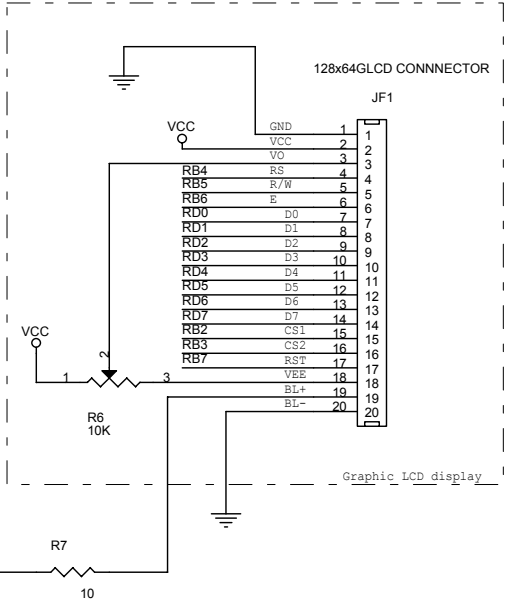 128x64GLCD CONNNECTOR
JF1
GND 1 1
VCC
VCC 2 2
VO 3 3
RB4 RS 4 4
RB5 R/W 5 5
RB6 E 6 6
RD0 D0 7 7
RD1 D1 8 8
RD2 D2 9 9
RD3 D3 10 10
RD4 D4 11 11
RD5 D5 12 12
RD6 D6 13 13
RD7 D7 14 14
RB2 CS1 15 15
RB3 CS2 16 16
RB7 RST 17 17
VCC
2
1 3 VEE 18 18
BL+ 19 19
BL- 20 20
R6
10K
Graphic LCD display
R7
10